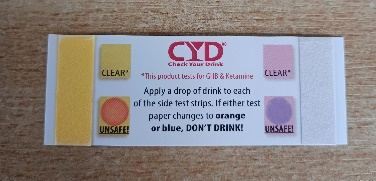 CYD®
Check Your Drink
CLEAR*
CLEAR*
*This product tests for GHB & Ketamine
Apply a drop of drink to each
of the side test strips. If either test
paper changes to orange
or blue, DON'T DRINK!
UNSAFE!
UNSAFE!